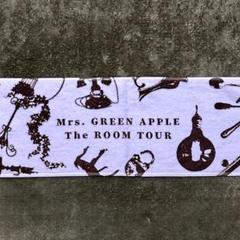 Mrs. GREEN APPLE
The ROOM TOUR